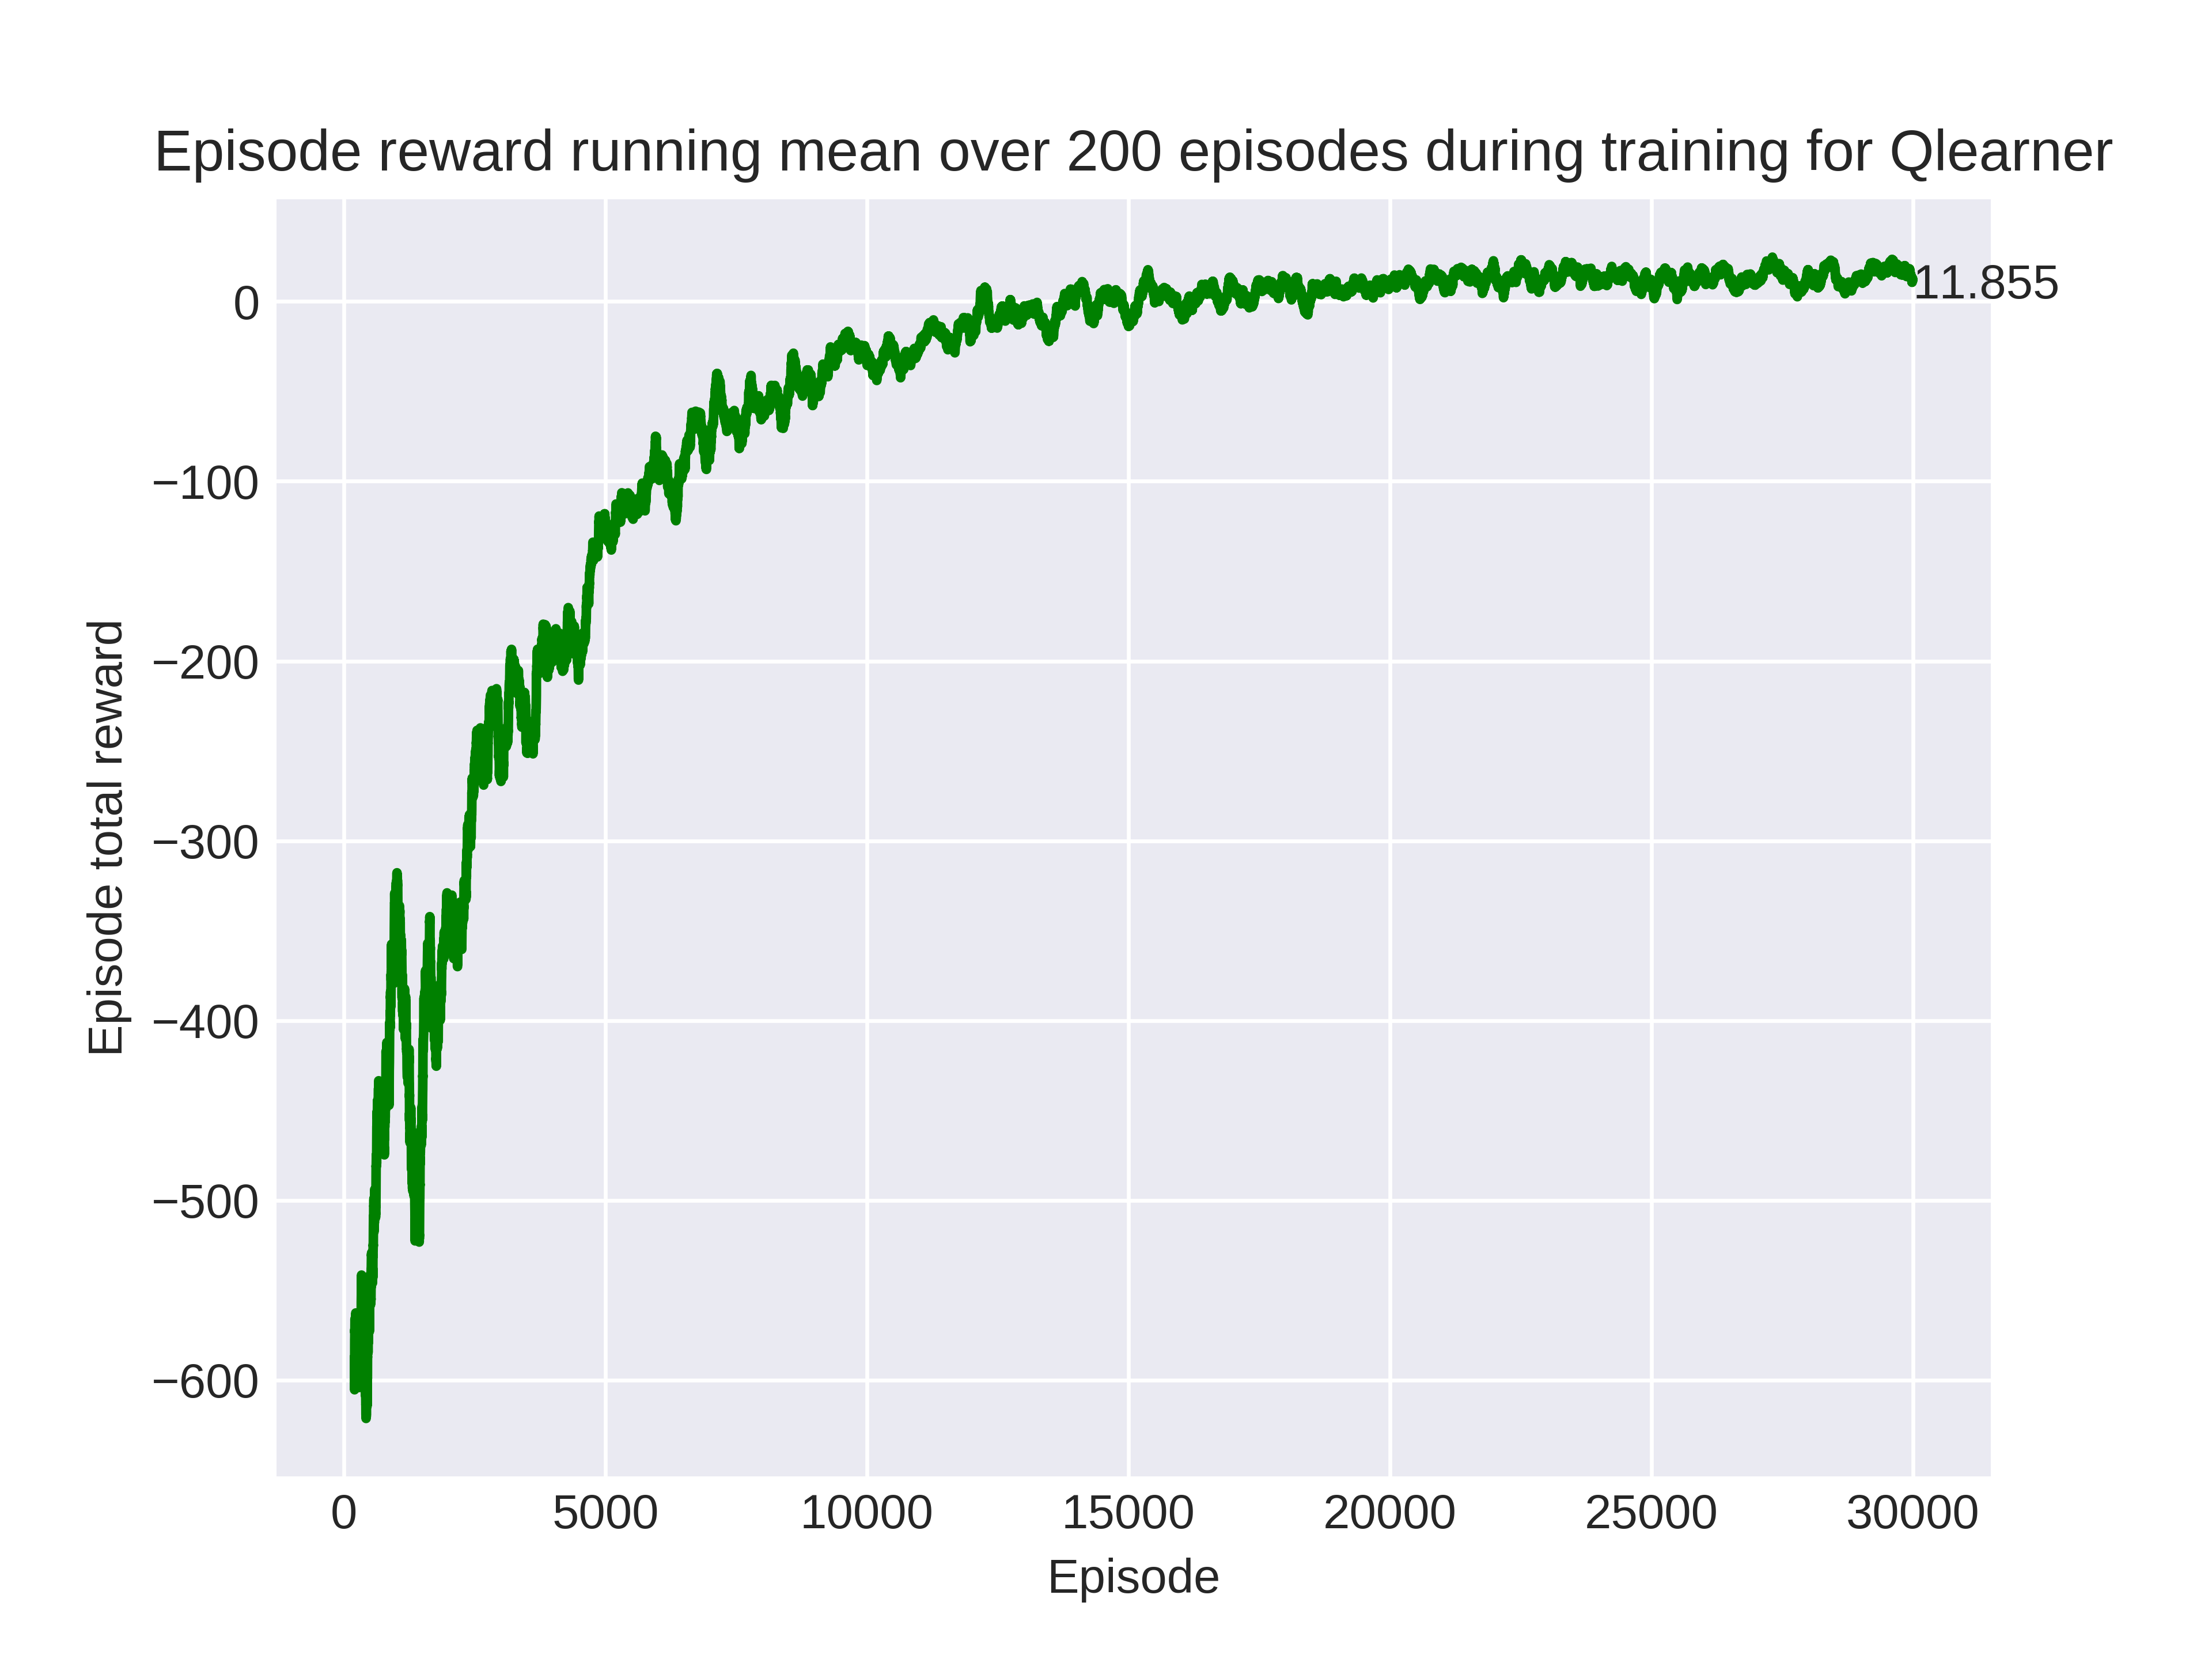 Episode reward running mean over 200 episodes during training for Qlearner
Episode total reward
0
−100
−200
−300
−400
−500
−600
11.855
0 5000 10000 15000 20000 25000 30000
Episode